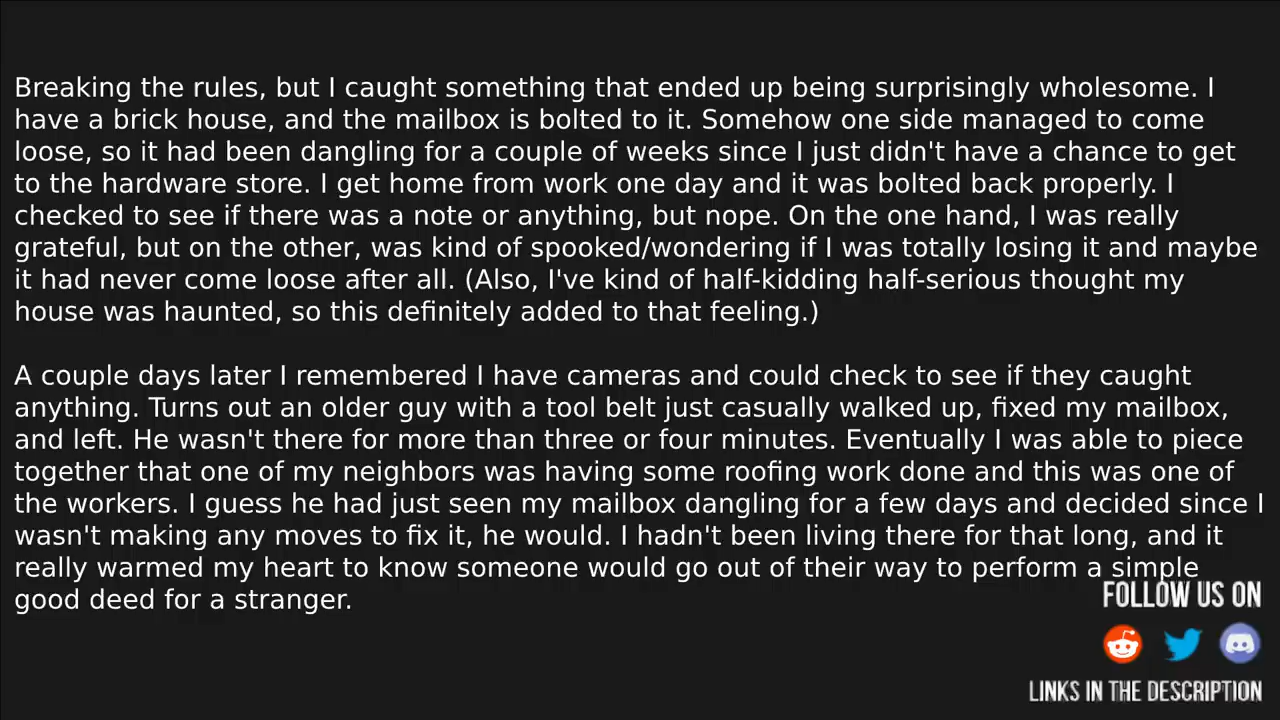 Breaking the rules, but I caught something that ended up being surprisingly wholesome. I
have a brick house, and the mailbox is bolted to it. Somehow one side managed to come
loose, so it had been dangling for a couple of weeks since I just didn't have a chance to get
to the hardware store. I get home from work one day and it was bolted back properly. I
checked to see if there was a note or anything, but nope. On the one hand, I was really
grateful, but on the other, was kind of spooked/wondering if I was totally losing it and maybe
it had never come loose after all. (Also, I've kind of half-kidding half-serious thought my
house was haunted, so this definitely added to that feeling.)
A couple days later I remembered I have cameras and could check to see if they caught
anything. Turns out an older guy with a tool belt just casually walked up, fixed my mailbox,
and left. He wasn't there for more than three or four minutes. Eventually I was able to piece
together that one of my neighbors was having some roofing work done and this was one of
the workers. I guess he had just seen my mailbox dangling for a few days and decided since I
wasn't making any moves to fix it, he would. I hadn't been living there for that long, and it
really warmed my heart to know someone would go out of their way to perform a simple
good deed for a stranger.
FOLLOW US ON
LINKS IN THE DESCRIPTION